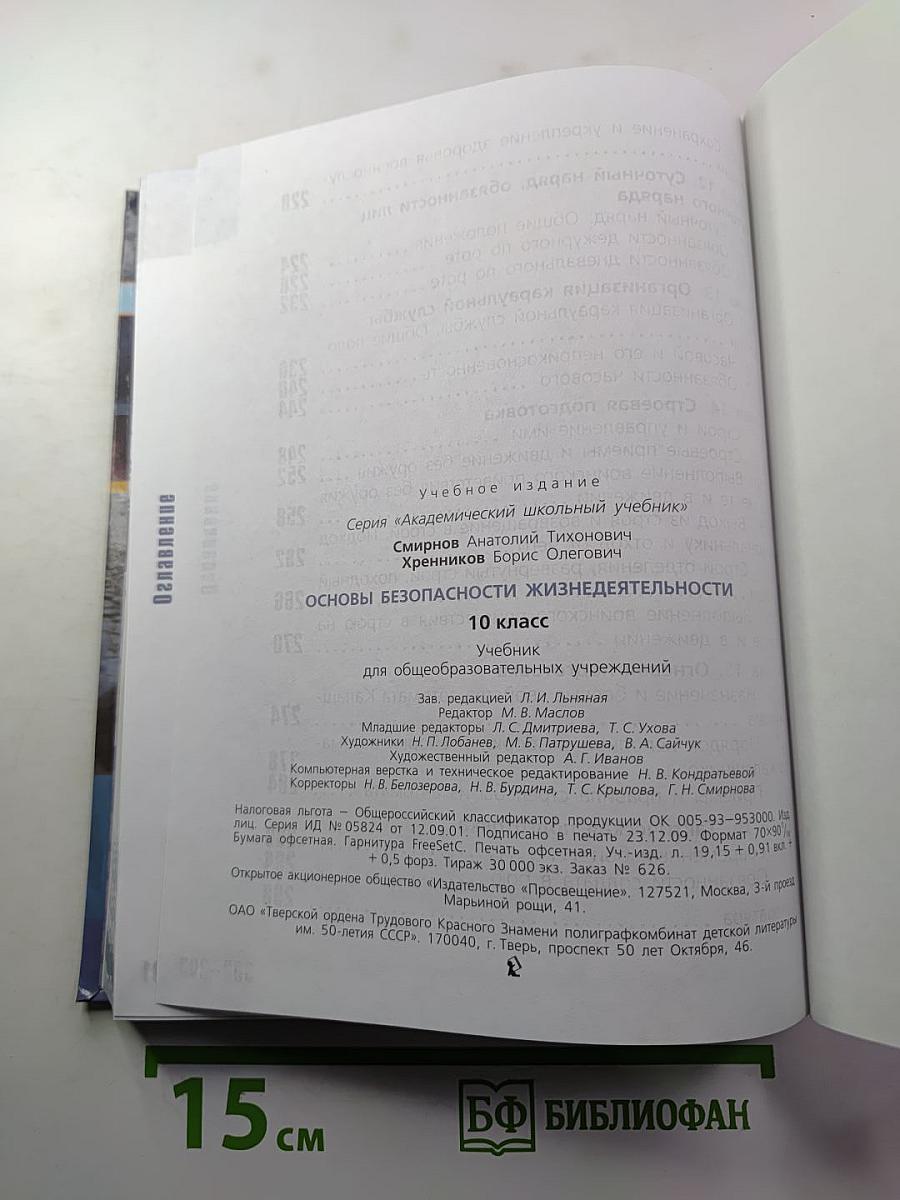 Оглавление
Учебное издание
Серия «Академический школьный учебник»
Смирнов Анатолий Тихонович
Хренников Борис Олегович
ОСНОВЫ БЕЗОПАСНОСТИ ЖИЗНЕДЕЯТЕЛЬНОСТИ
10 класс
Учебник
для общеобразовательных учреждений
Зав. редакцией Л. И. Льняная
Редактор М. В. Маслов
Младшие редакторы Л. С. Дмитриева, Т. С. Ухова
Художники Н. П. Лобанев, М. Б. Патрушева, В. А. Сайчук
Художественный редактор А. Г. Иванов
Компьютерная верстка и техническое редактирование Н. В. Кондратьевой
Корректоры Н. В. Белозерова, Н. В. Бурдина, Т. С. Крылова, Г. Н. Смирнова
Налоговая льгота — Общероссийский классификатор продукции ОК 005-93—953000. Изд.
лиц. Серия ИД № 05824 от 12.09.01. Подписано в печать 23.12.09. Формат 70×90¹/₁₆.
Бумага офсетная. Гарнитура FreeSetC. Печать офсетная. Уч.-изд. л. 19,15 + 0,91 вкл. +
+ 0,5 форз. Тираж 30 000 экз. Заказ № 626.
Открытое акционерное общество «Издательство «Просвещение». 127521, Москва, 3-й проезд
Марьиной рощи, 41.
ОАО «Тверской ордена Трудового Красного Знамени полиграфкомбинат детской литературы
им. 50-летия СССР». 170040, г. Тверь, проспект 50 лет Октября, 46.
15 см
БФ БИБЛИОФАН